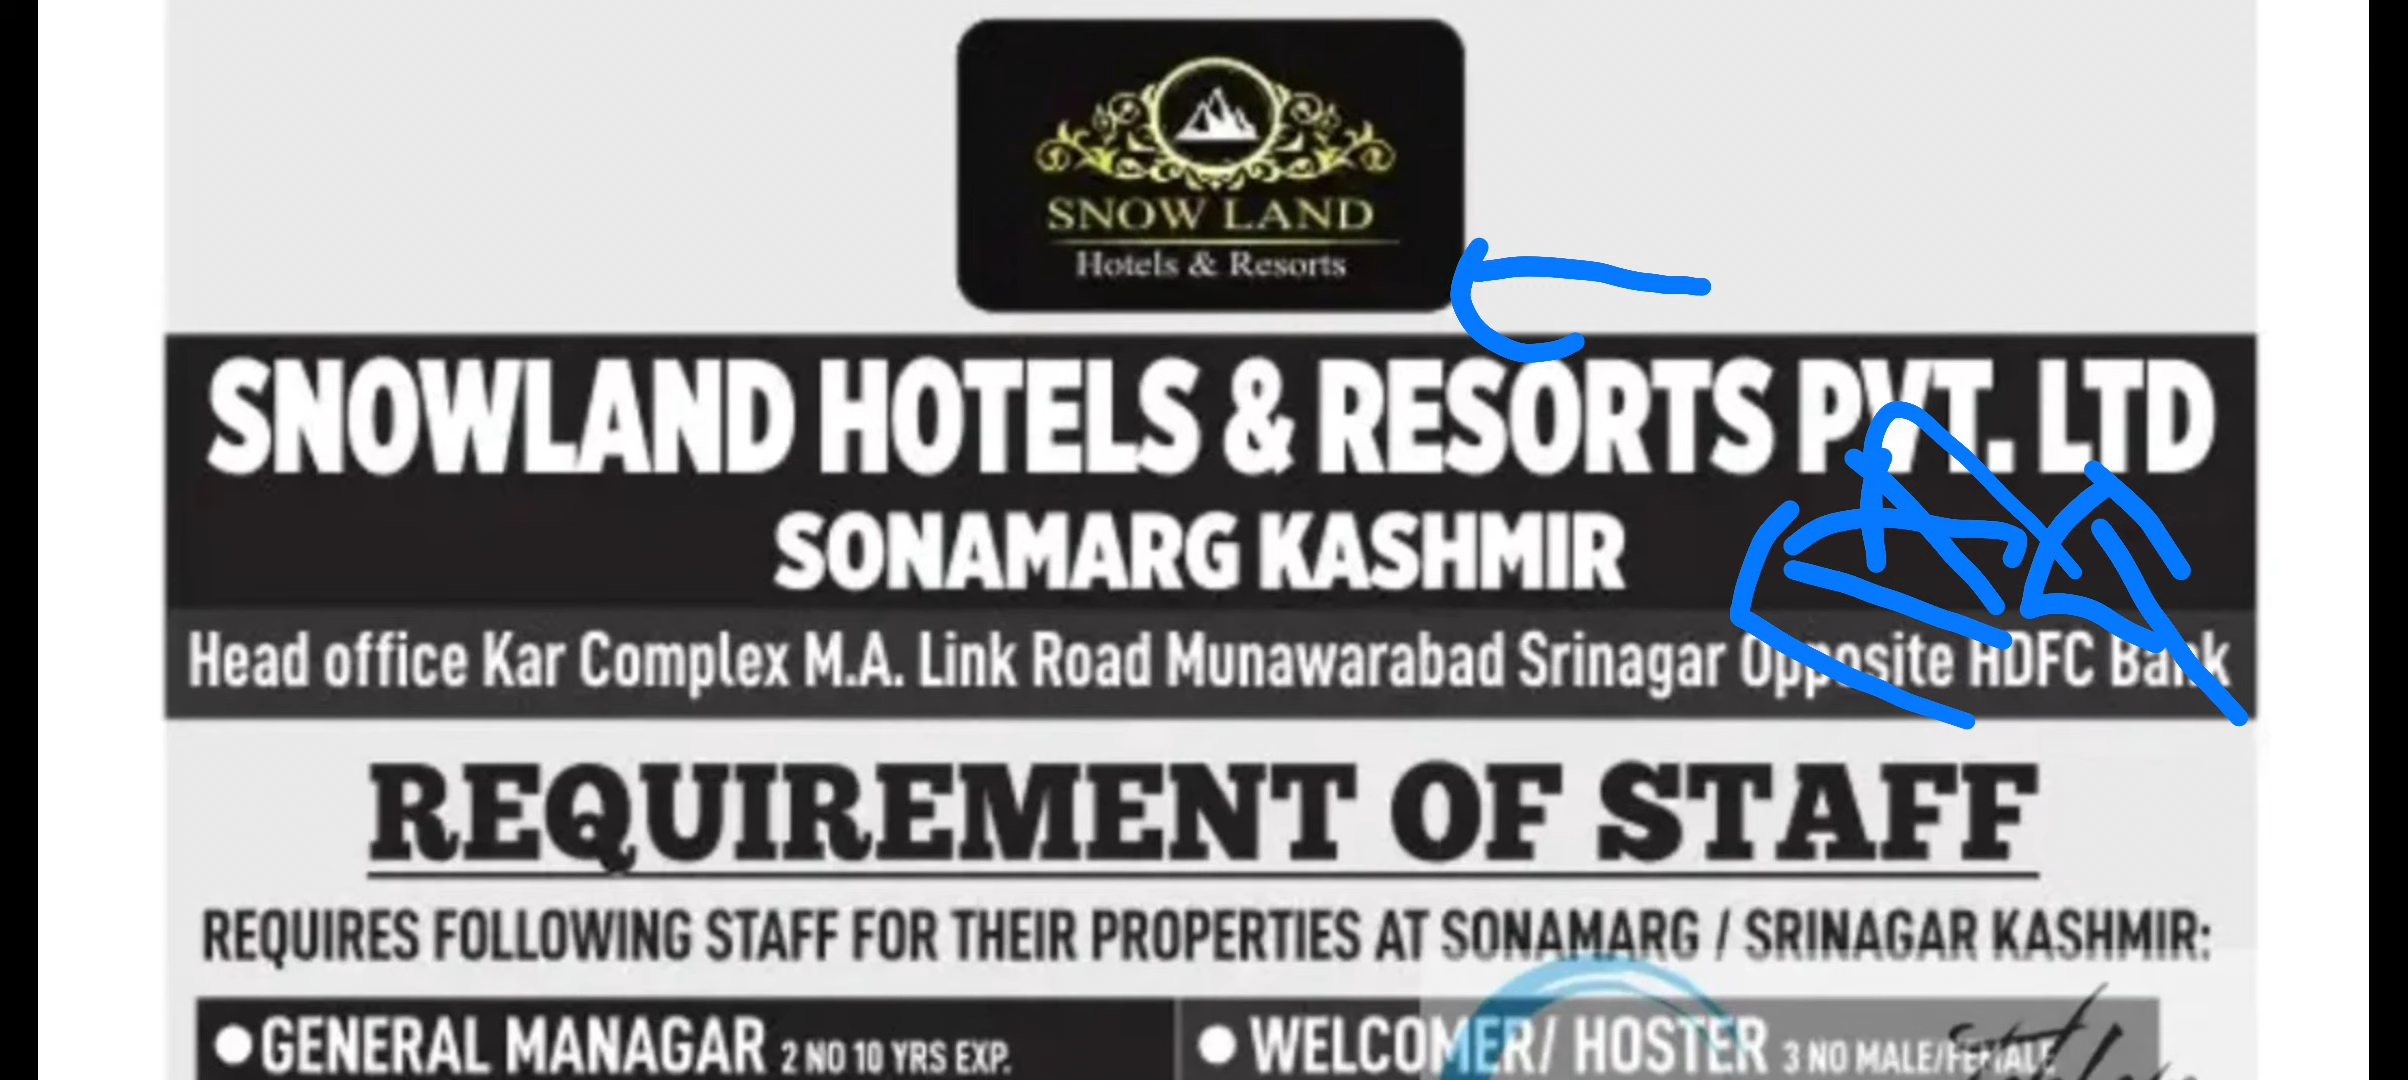 SNOW LAND
Hotels & Resorts
SNOWLAND HOTELS & RESORTS PVT. LTD
SONAMARG KASHMIR
Head office Kar Complex M.A. Link Road Munawarabad Srinagar Opposite HDFC Bank
REQUIREMENT OF STAFF
REQUIRES FOLLOWING STAFF FOR THEIR PROPERTIES AT SONAMARG / SRINAGAR KASHMIR:
● GENERAL MANAGAR 2 NO 10 YRS EXP.
● WELCOMER/ HOSTER 3 NO MALE/FEMALE